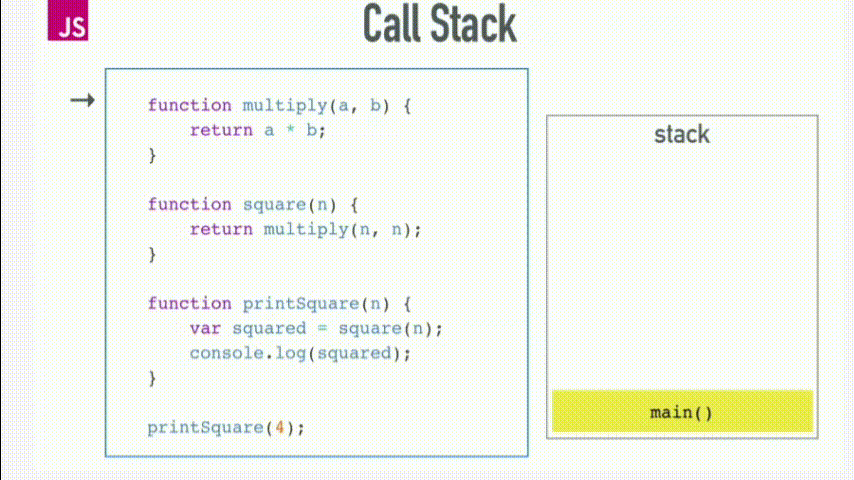 JS
Call Stack
function multiply(a, b) {
    return a * b;
}
function square(n) {
    return multiply(n, n);
}
function printSquare(n) {
    var squared = square(n);
    console.log(squared);
}
printSquare(4);
stack
main()